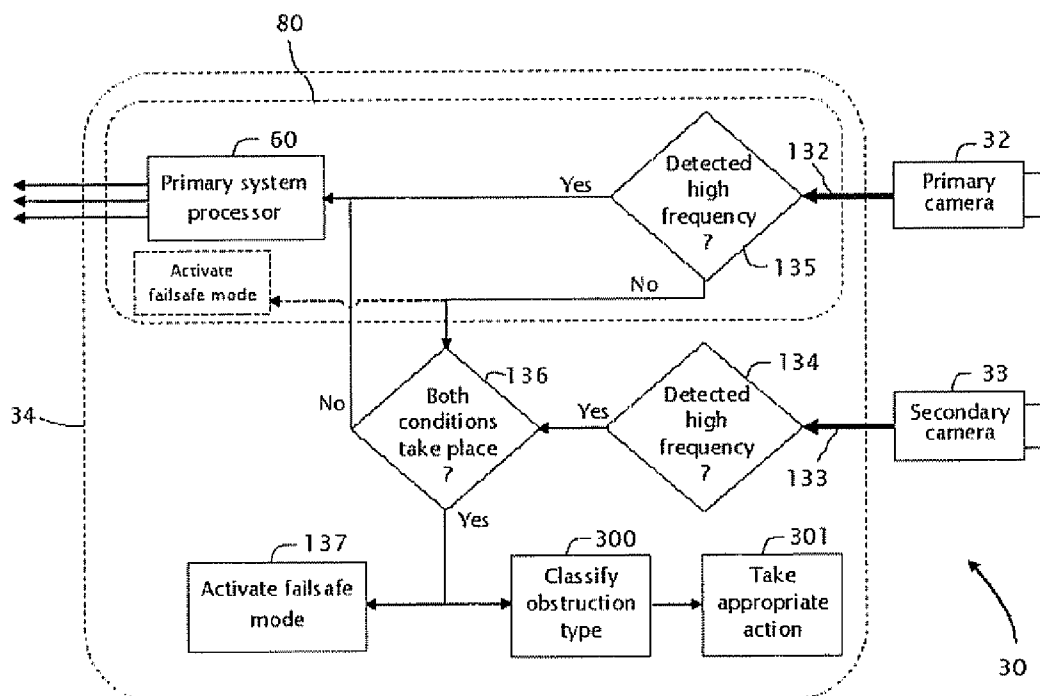 80
60
Primary system
processor
Yes
Detected
high
frequency
?
132
32
Primary
camera
135
Activate
failsafe mode
No
34
No
136
Both
conditions
take place
?
Yes
134
Detected
high
frequency
?
133
33
Secondary
camera
Yes
137
Activate failsafe
mode
300
Classify
obstruction
type
301
Take
appropriate
action
30